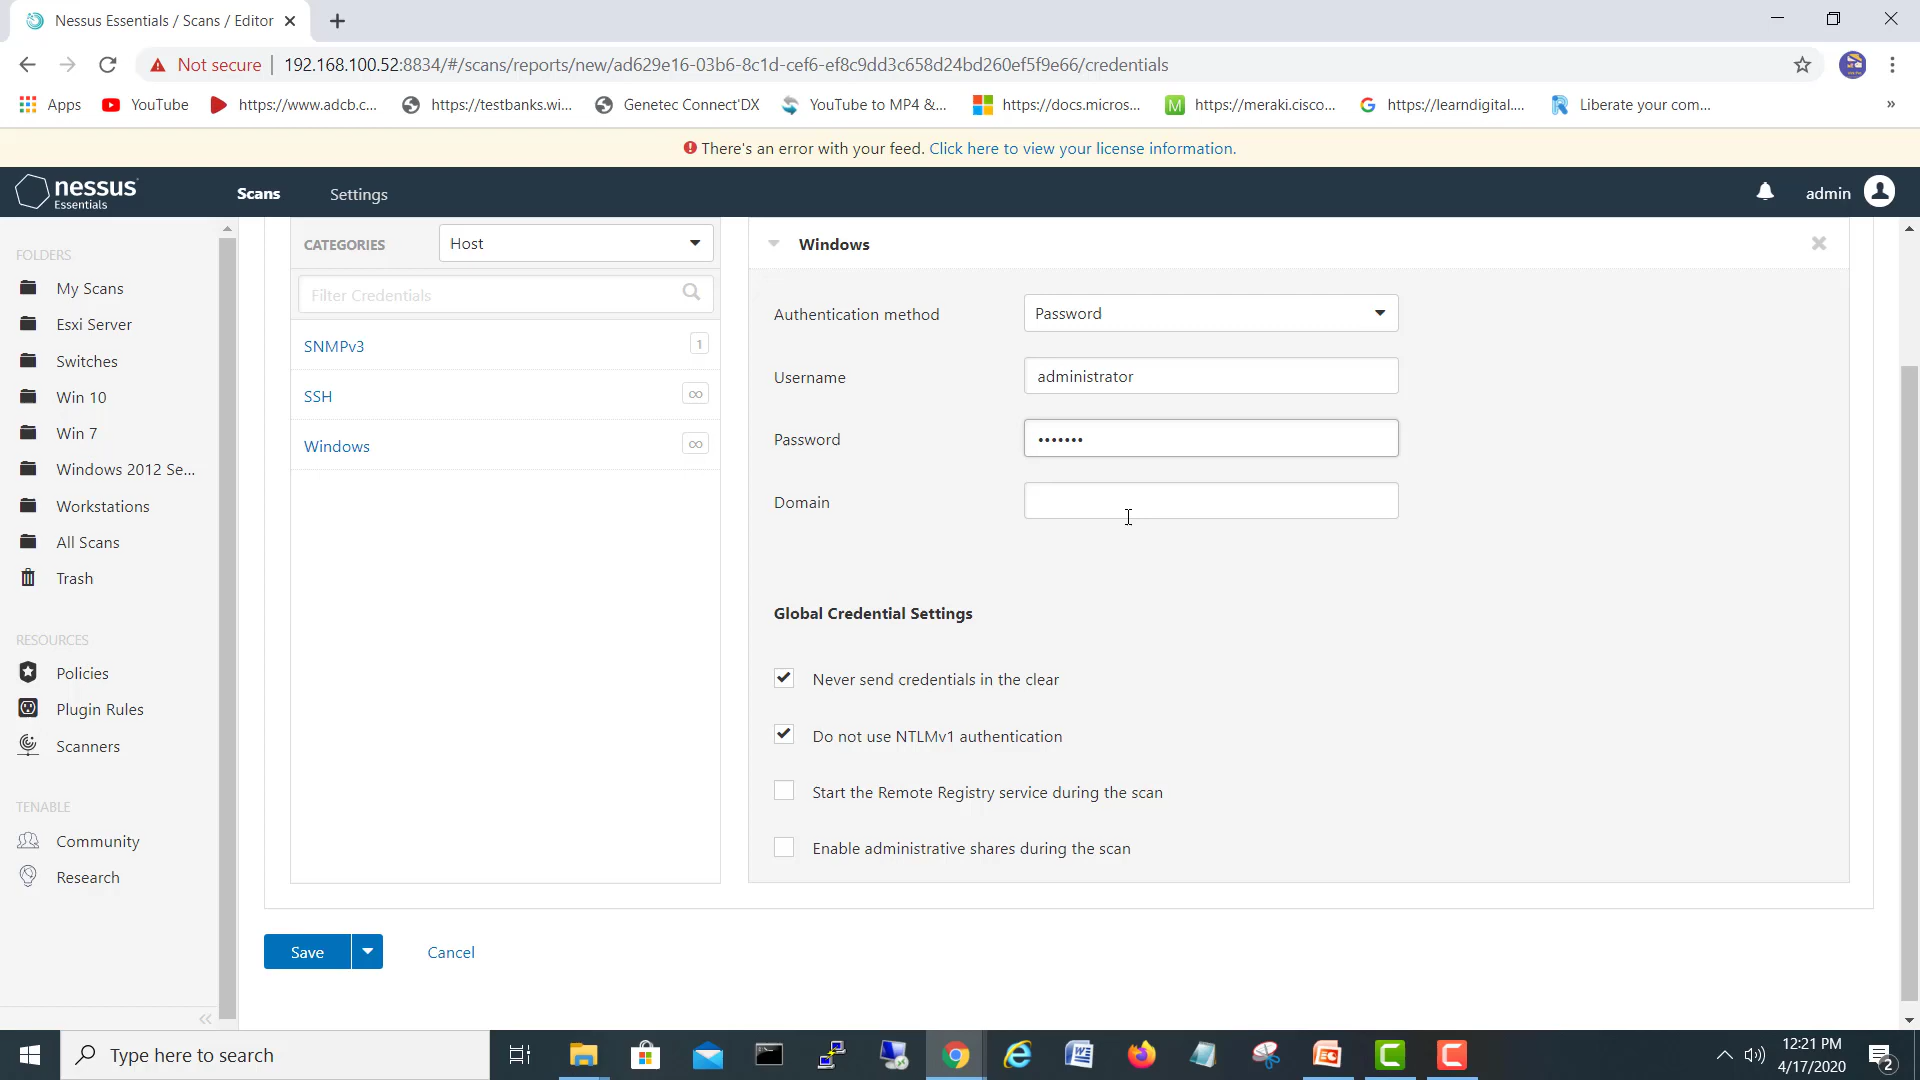 Nessus Essentials / Scans / Editor
Not secure | 192.168.100.52:8834/#/scans/reports/new/ad629e16-03b6-8c1d-cef6-ef8c9dd3c658d24bd260ef5f9e66/credentials
Apps YouTube https://www.adcb.c... https://testbanks.wi... Genetec Connect'DX YouTube to MP4 &... https://docs.micros... https://meraki.cisco... https://learndigital.... Liberate your com... »
There's an error with your feed. Click here to view your license information.
nessus Essentials Scans Settings admin
FOLDERS
My Scans
Esxi Server
Switches
Win 10
Win 7
Windows 2012 Se...
Workstations
All Scans
Trash
RESOURCES
Policies
Plugin Rules
Scanners
TENABLE
Community
Research
CATEGORIES Host
Filter Credentials
SNMPv3 1
SSH ∞
Windows ∞
Windows
Authentication method Password
Username administrator
Password •••••••
Domain
Global Credential Settings
Never send credentials in the clear
Do not use NTLMv1 authentication
Start the Remote Registry service during the scan
Enable administrative shares during the scan
Save Cancel
Type here to search
12:21 PM
4/17/2020
2